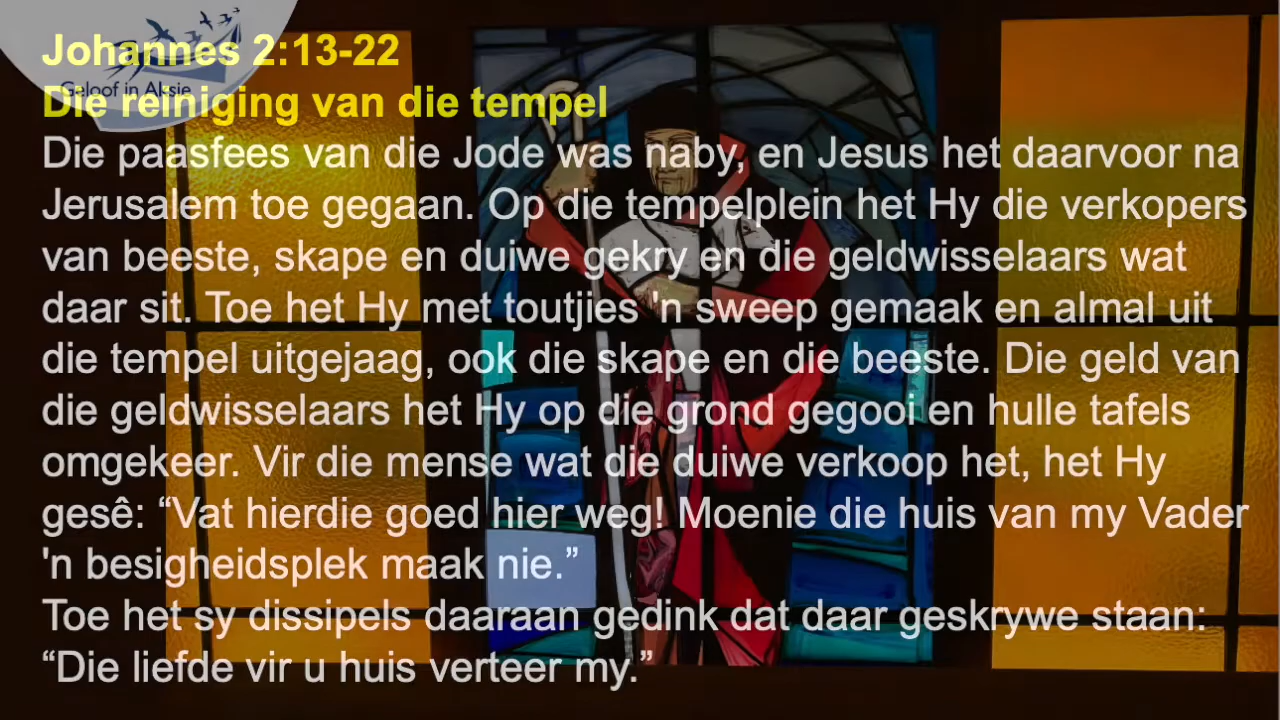 Johannes 2:13-22
Geloof in Aksie
Die reiniging van die tempel
Die paasfees van die Jode was naby, en Jesus het daarvoor na
Jerusalem toe gegaan. Op die tempelplein het Hy die verkopers
van beeste, skape en duiwe gekry en die geldwisselaars wat
daar sit. Toe het Hy met toutjies 'n sweep gemaak en almal uit
die tempel uitgejaag, ook die skape en die beeste. Die geld van
die geldwisselaars het Hy op die grond gegooi en hulle tafels
omgekeer. Vir die mense wat die duiwe verkoop het, het Hy
gesê: “Vat hierdie goed hier weg! Moenie die huis van my Vader
'n besigheidsplek maak nie.”
Toe het sy dissipels daaraan gedink dat daar geskrywe staan:
“Die liefde vir u huis verteer my.”